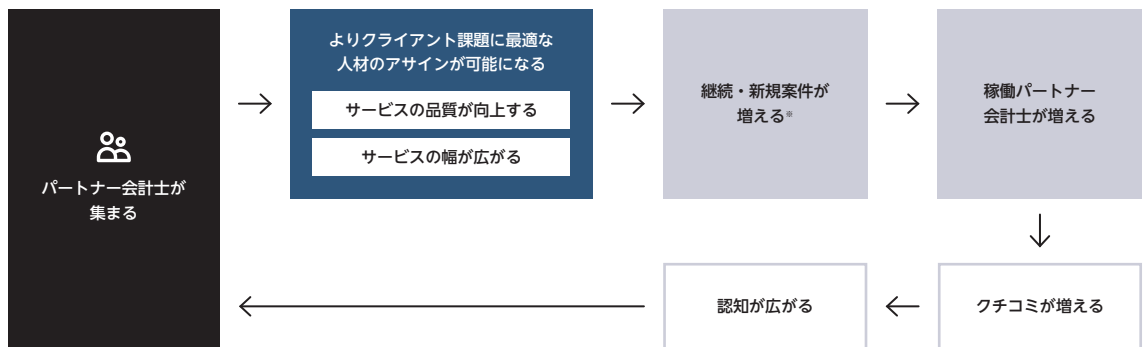 パートナー会計士が
集まる
よりクライアント課題に最適な
人材のアサインが可能になる
サービスの品質が向上する
サービスの幅が広がる
継続・新規案件が
増える※
稼働パートナー
会計士が増える
クチコミが増える
認知が広がる